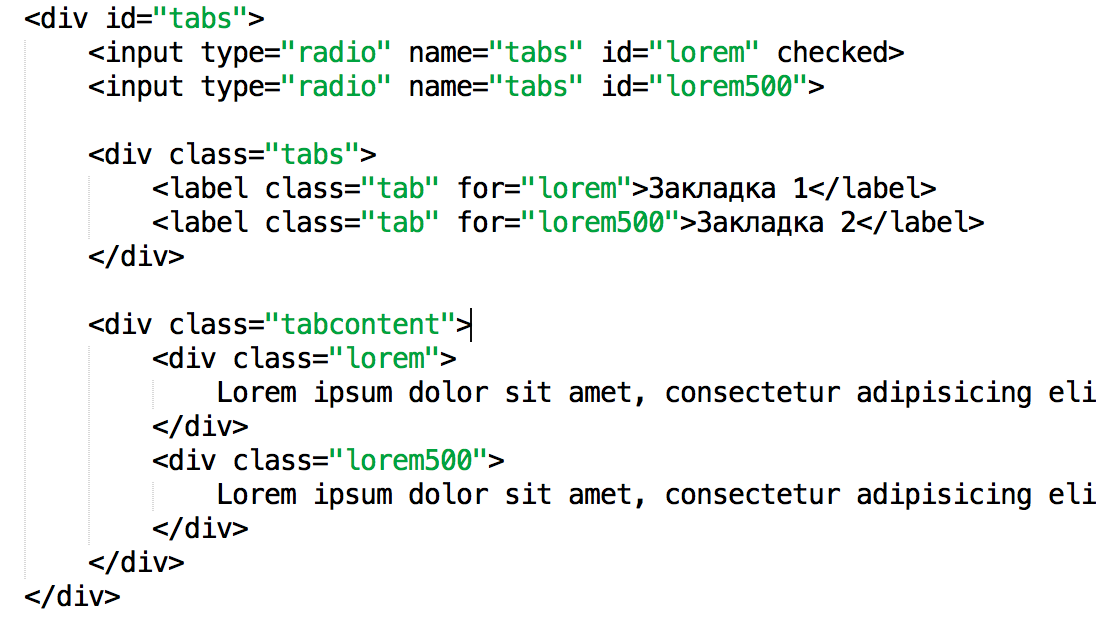 <div id="tabs">
    <input type="radio" name="tabs" id="lorem" checked>
    <input type="radio" name="tabs" id="lorem500">

    <div class="tabs">
        <label class="tab" for="lorem">Закладка 1</label>
        <label class="tab" for="lorem500">Закладка 2</label>
    </div>

    <div class="tabcontent">
        <div class="lorem">
            Lorem ipsum dolor sit amet, consectetur adipisicing eli
        </div>
        <div class="lorem500">
            Lorem ipsum dolor sit amet, consectetur adipisicing eli
        </div>
    </div>
</div>